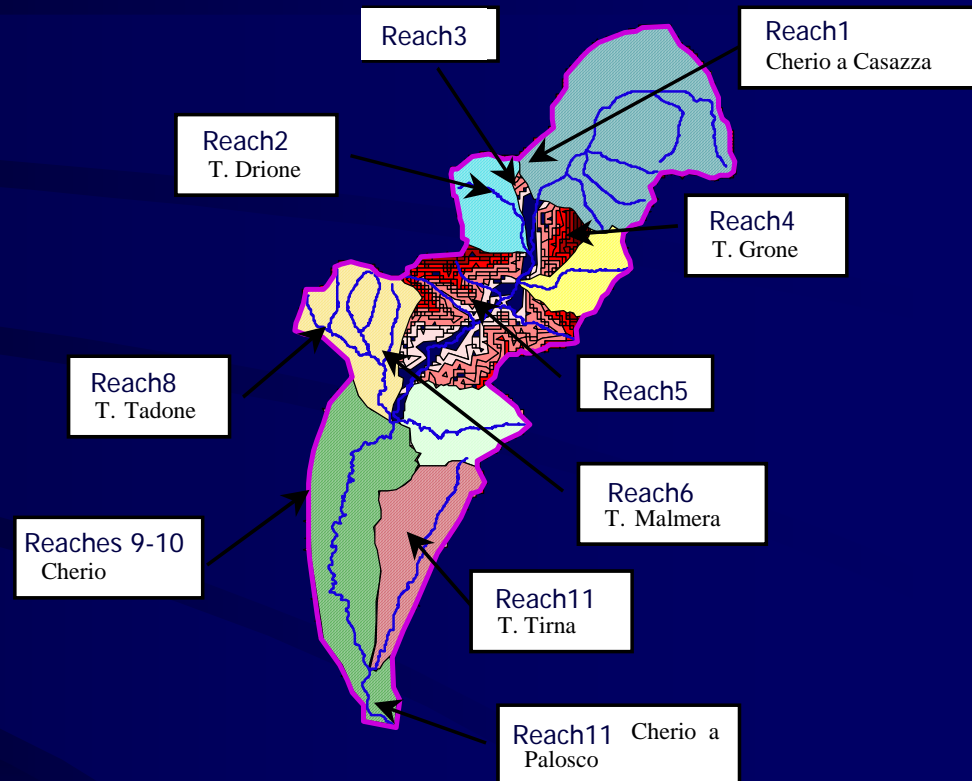 Reach3
Reach1
Cherio a Casazza
Reach2
T. Drione
Reach4
T. Grone
Reach8
T. Tadone
Reach5
Reach6
T. Malmera
Reaches 9-10
Cherio
Reach11
T. Tirna
Reach11 Cherio a
Palosco